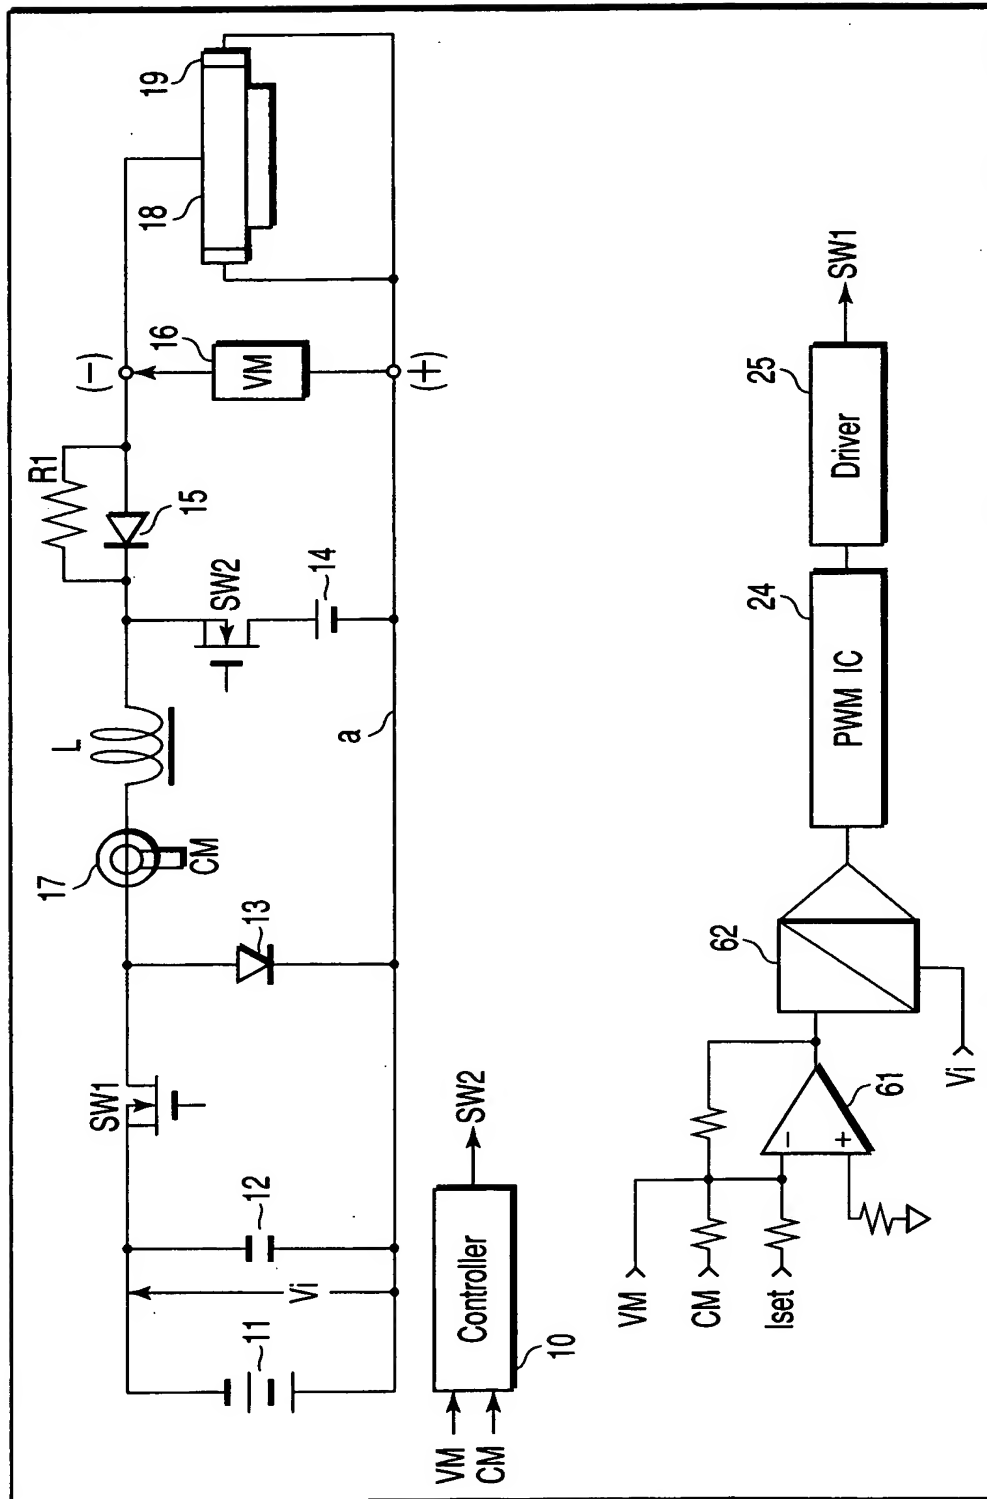 19
18
(-)
16
VM
(+)
R1
15
SW2
14
L
a
17
CM
13
SW1
12
Vi
11
Controller
SW2
10
VM
CM
SW1
25
Driver
24
PWM IC
62
Vi
61
-
+
VM
CM
Iset